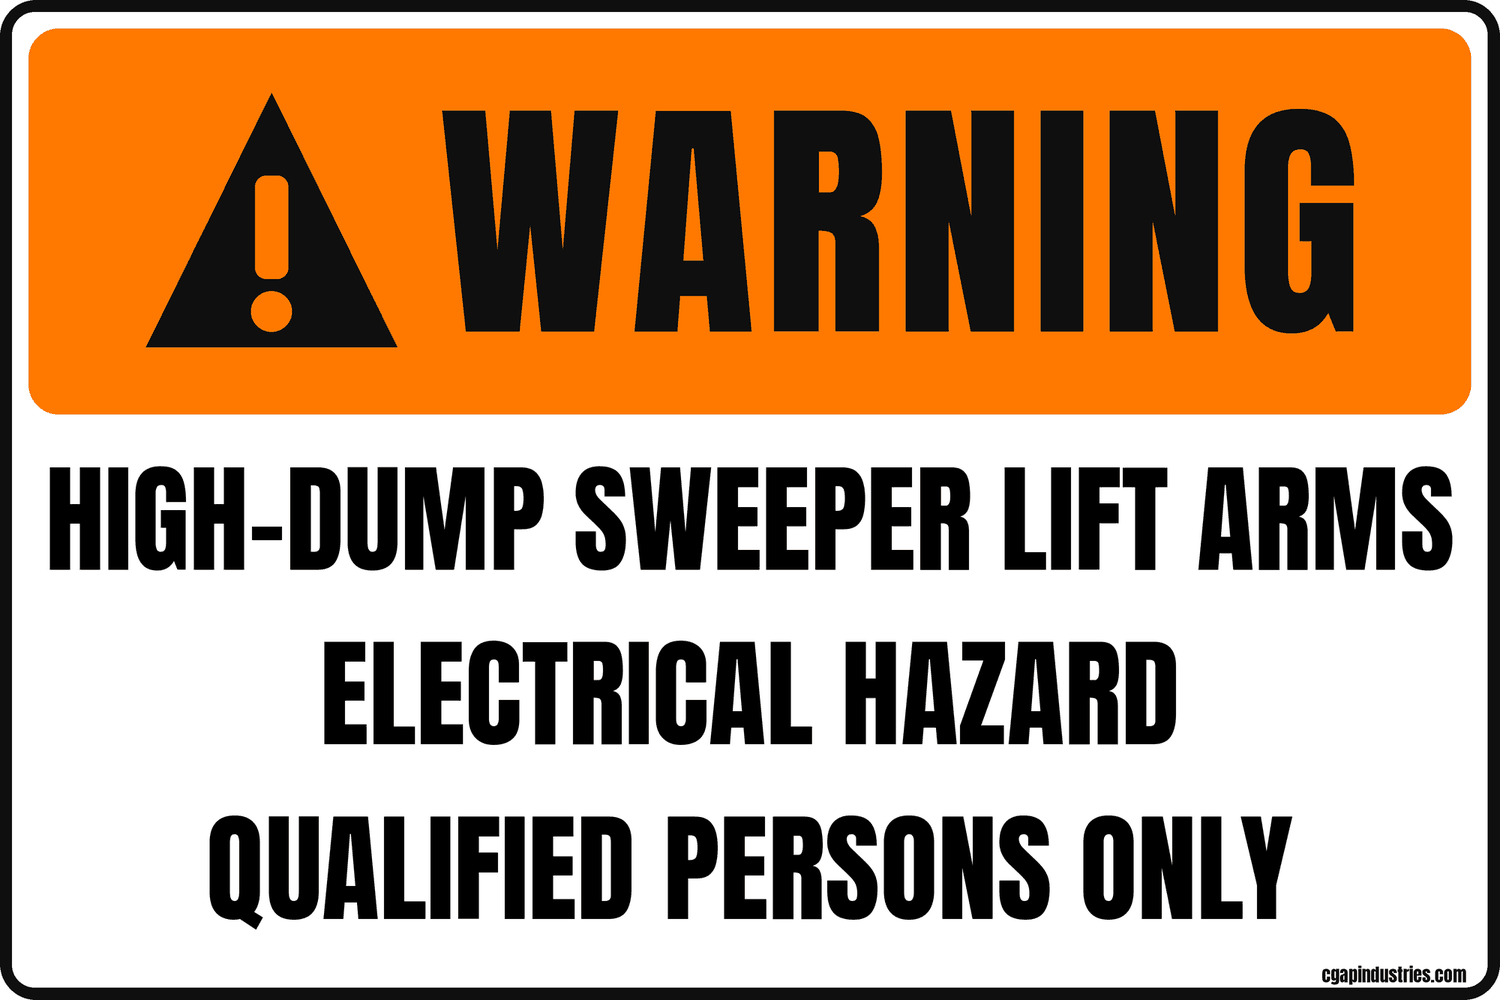 WARNING
HIGH-DUMP SWEEPER LIFT ARMS
ELECTRICAL HAZARD
QUALIFIED PERSONS ONLY
cgapindustries.com